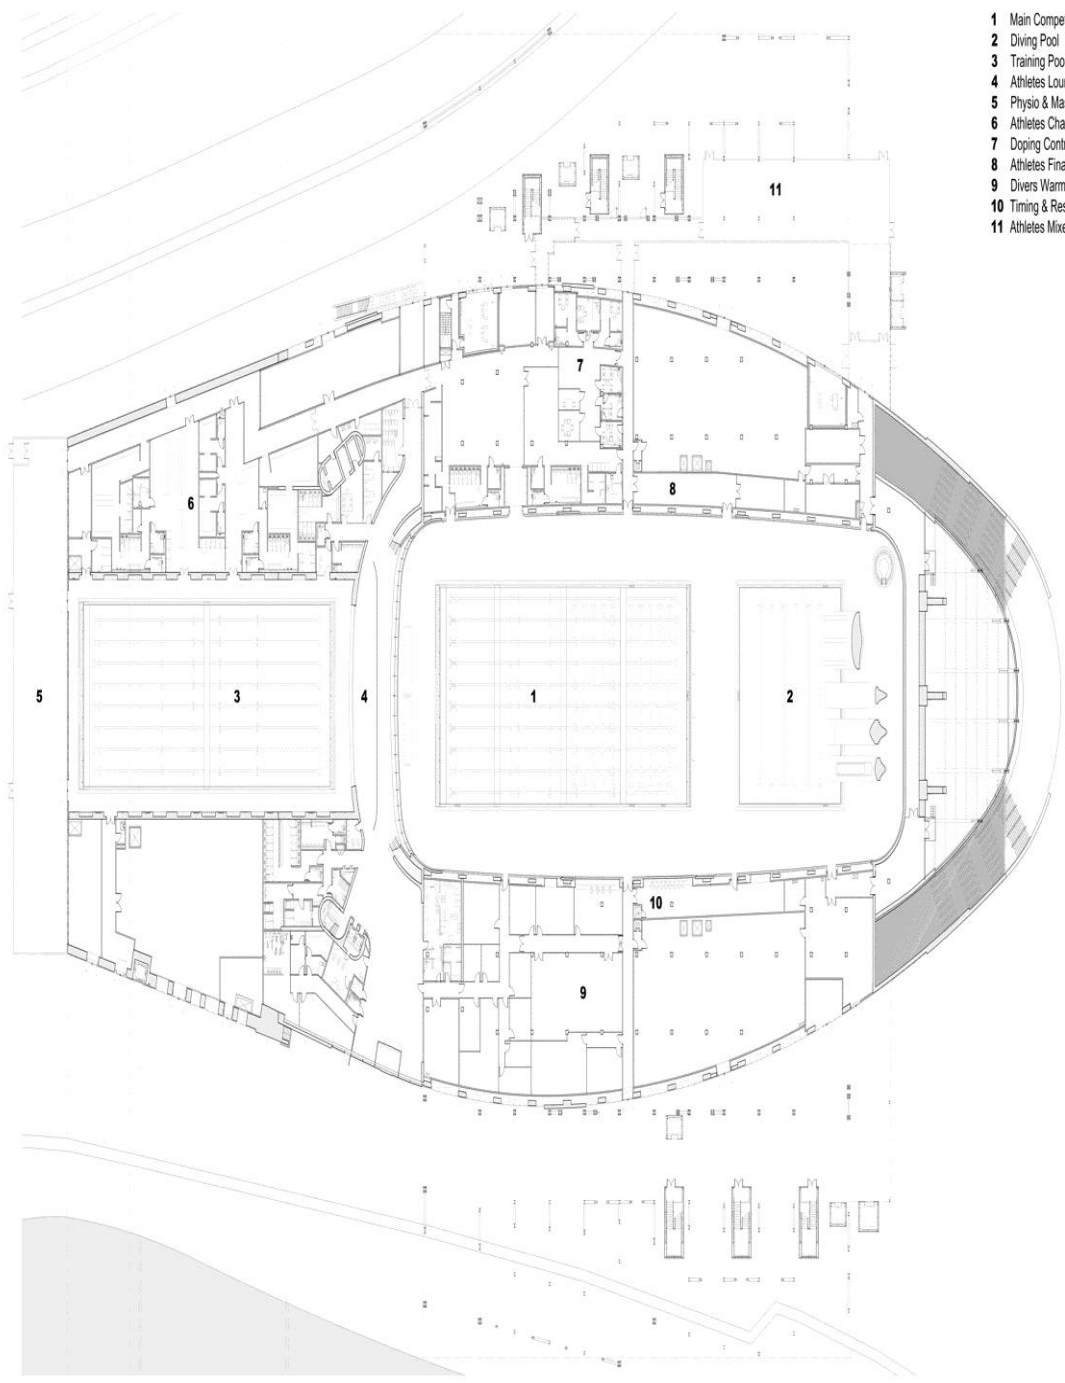 1 Main Compe
2 Diving Pool
3 Training Poo
4 Athletes Lou
5 Physio & Ma
6 Athletes Cha
7 Doping Cont
8 Athletes Fina
9 Divers Warm
10 Timing & Res
11 Athletes Mixe
11
7
8
6
5
3
4
1
2
10
9